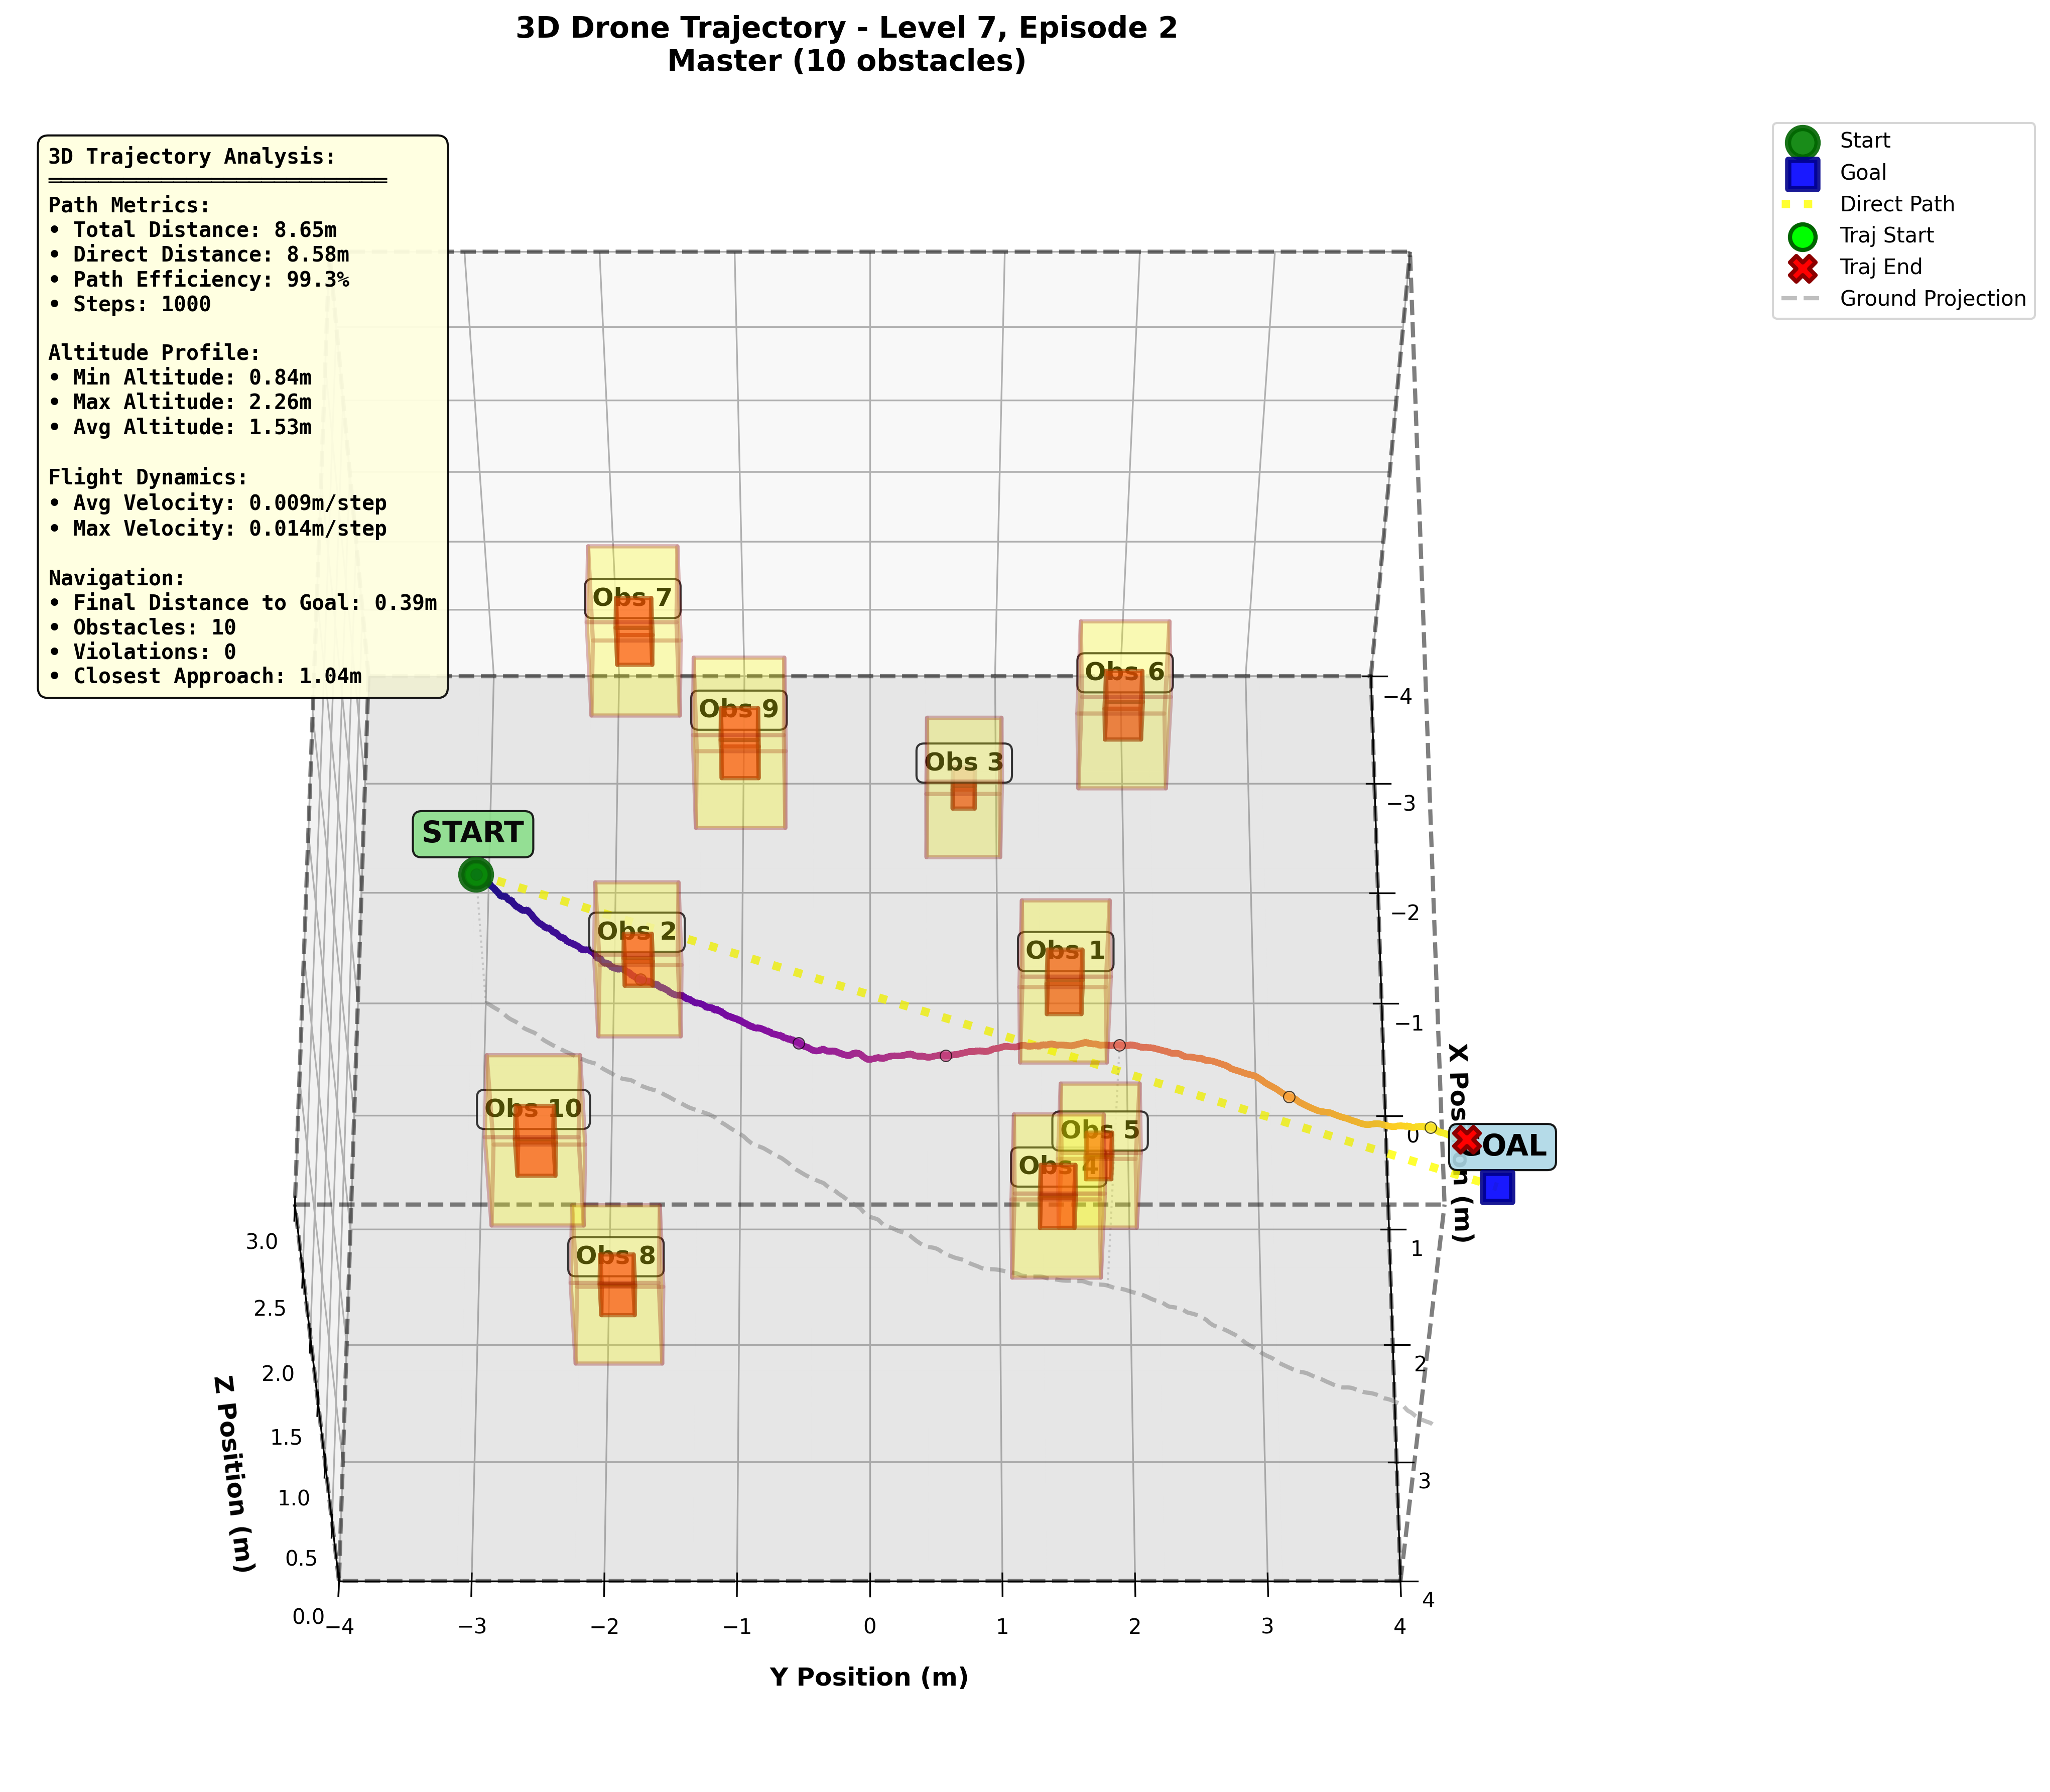 3D Drone Trajectory - Level 7, Episode 2
Master (10 obstacles)
3D Trajectory Analysis:
Path Metrics:
• Total Distance: 8.65m
• Direct Distance: 8.58m
• Path Efficiency: 99.3%
• Steps: 1000
Altitude Profile:
• Min Altitude: 0.84m
• Max Altitude: 2.26m
• Avg Altitude: 1.53m
Flight Dynamics:
• Avg Velocity: 0.009m/step
• Max Velocity: 0.014m/step
Navigation:
• Final Distance to Goal: 0.39m
• Obstacles: 10
• Violations: 0
• Closest Approach: 1.04m
Start
Goal
Direct Path
Traj Start
Traj End
Ground Projection
Obs 7
Obs 6
Obs 9
Obs 3
START
Obs 2
Obs 1
Obs 10
Obs 5
Obs 4
GOAL
Obs 8
−4
−3
−2
−1
0
1
2
3
4
X Position (m)
3.0
2.5
2.0
1.5
1.0
0.5
0.0
Z Position (m)
−4
−3
−2
−1
0
1
2
3
4
Y Position (m)